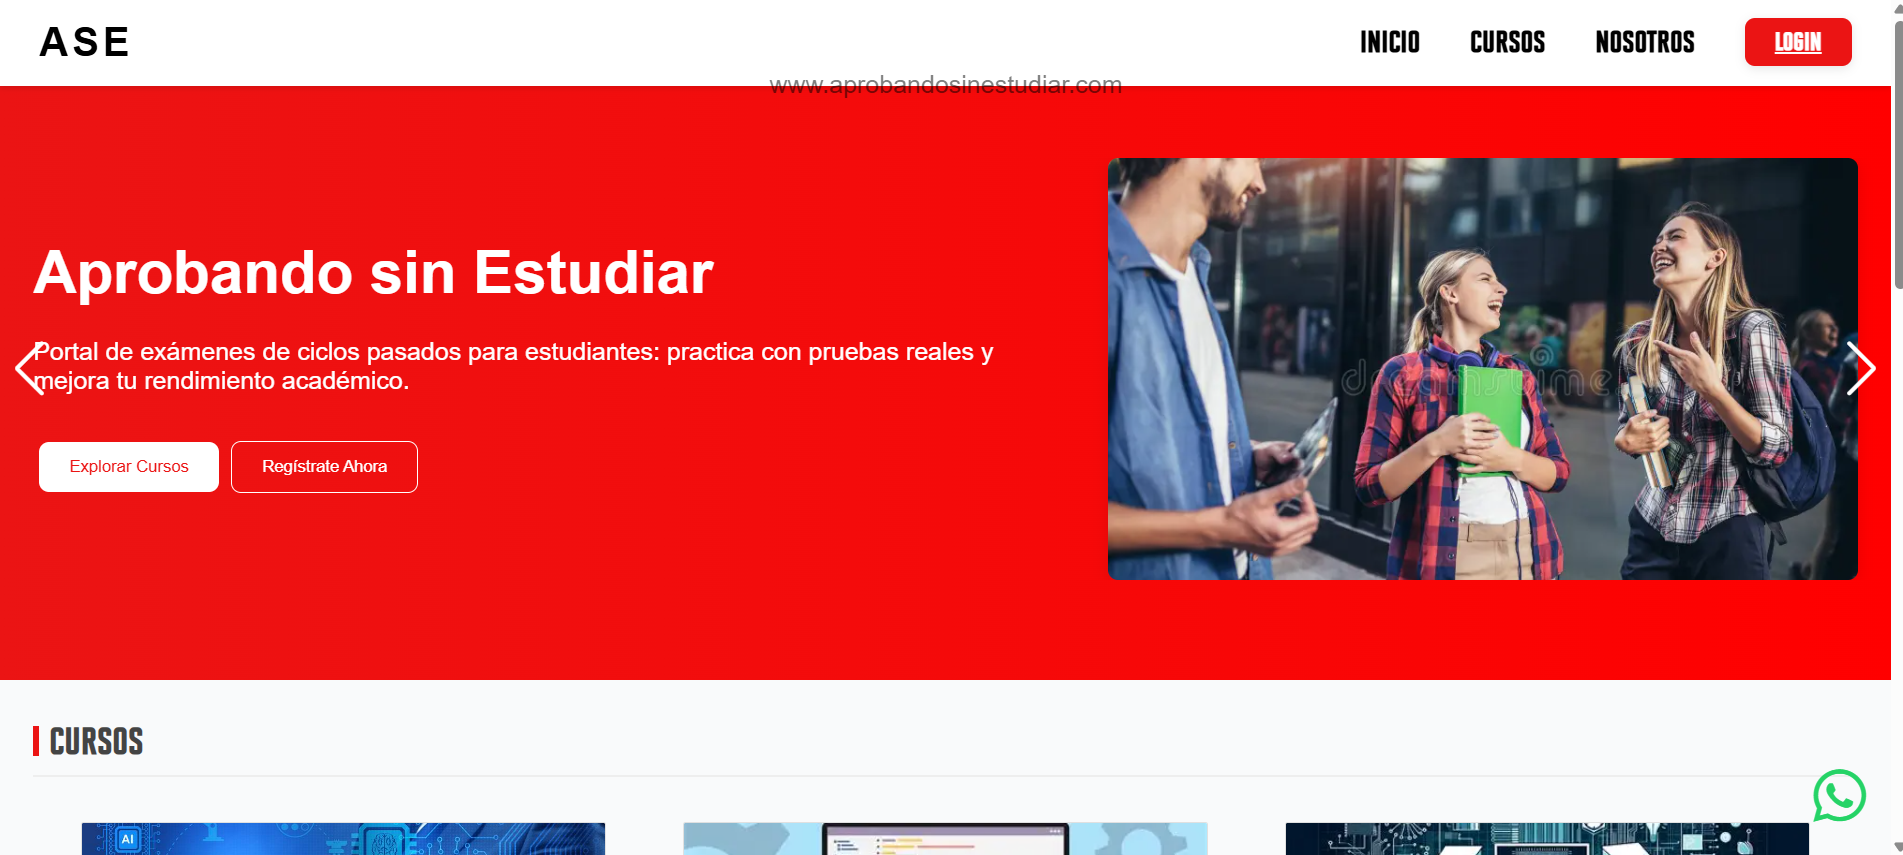 ASE
INICIO
CURSOS
NOSOTROS
LOGIN
www.aprobandosinestudiar.com
Aprobando sin Estudiar
Portal de exámenes de ciclos pasados para estudiantes: practica con pruebas reales y
mejora tu rendimiento académico.
Explorar Cursos
Regístrate Ahora
dreamstime
CURSOS
AI